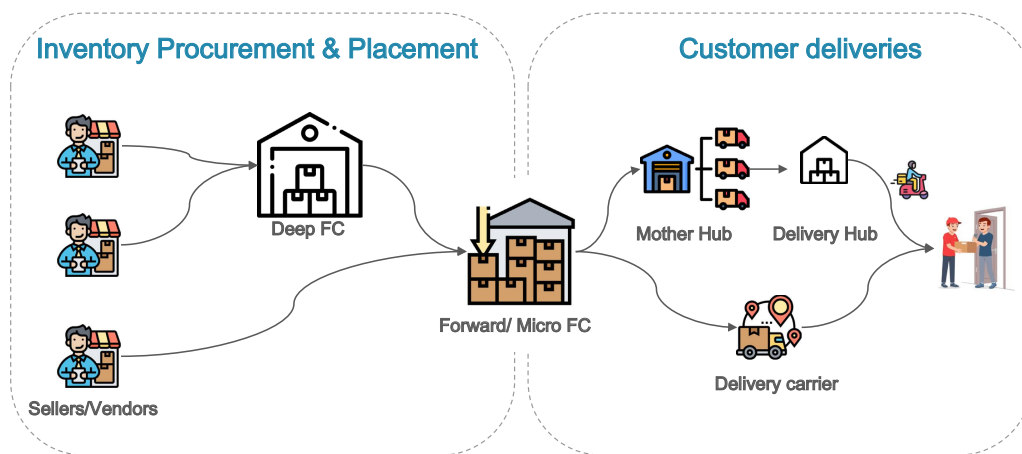 Inventory Procurement & Placement
Customer deliveries
Deep FC
Mother Hub
Delivery Hub
Forward/ Micro FC
Delivery carrier
Sellers/Vendors